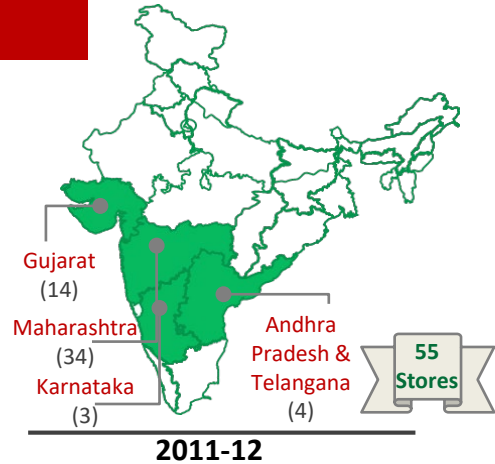 Gujarat
(14)
Maharashtra
(34)
Karnataka
(3)
Andhra
Pradesh &
Telangana
(4)
55
Stores
2011-12